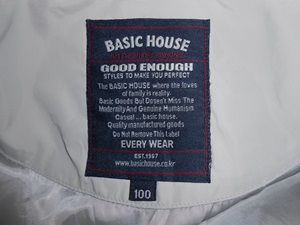 BASIC HOUSE
GOOD ENOUGH
STYLES TO MAKE YOU PERFECT
The BASIC HOUSE where the loves
of family is reality.
Basic Goods But Dosen't Miss The
Modernity And Genuine Humanism
Casual ... basic house.
Quality manufactured goods
Do Not Remove This Label
EVERY WEAR
EST.1967
www.basichouse.co.kr
100